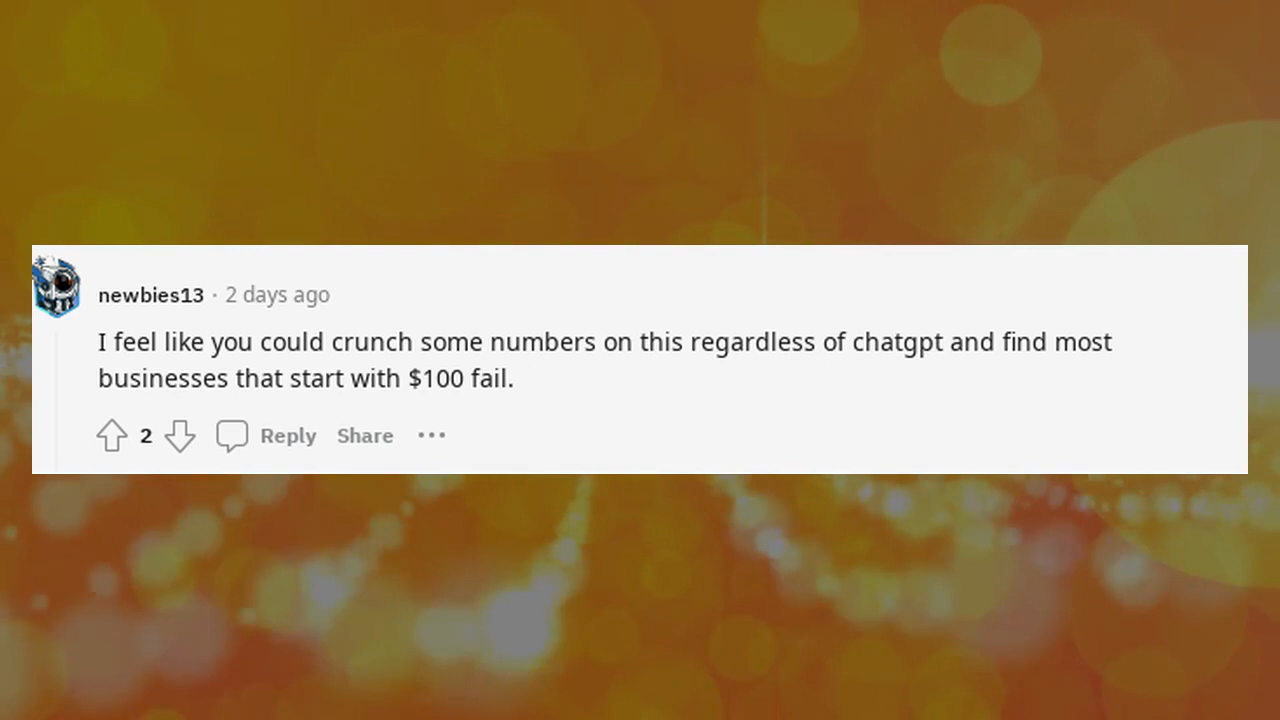 newbies13 · 2 days ago
I feel like you could crunch some numbers on this regardless of chatgpt and find most
businesses that start with $100 fail.
2 Reply Share ···